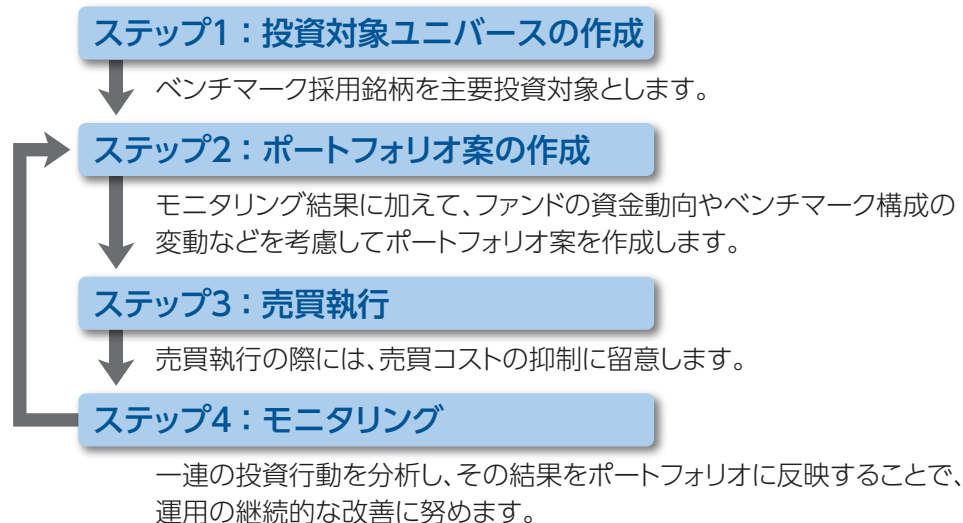 ステップ1：投資対象ユニバースの作成
ベンチマーク採用銘柄を主要投資対象とします。
ステップ2：ポートフォリオ案の作成
モニタリング結果に加えて、ファンドの資金動向やベンチマーク構成の
変動などを考慮してポートフォリオ案を作成します。
ステップ3：売買執行
売買執行の際には、売買コストの抑制に留意します。
ステップ4：モニタリング
一連の投資行動を分析し、その結果をポートフォリオに反映することで、
運用の継続的な改善に努めます。